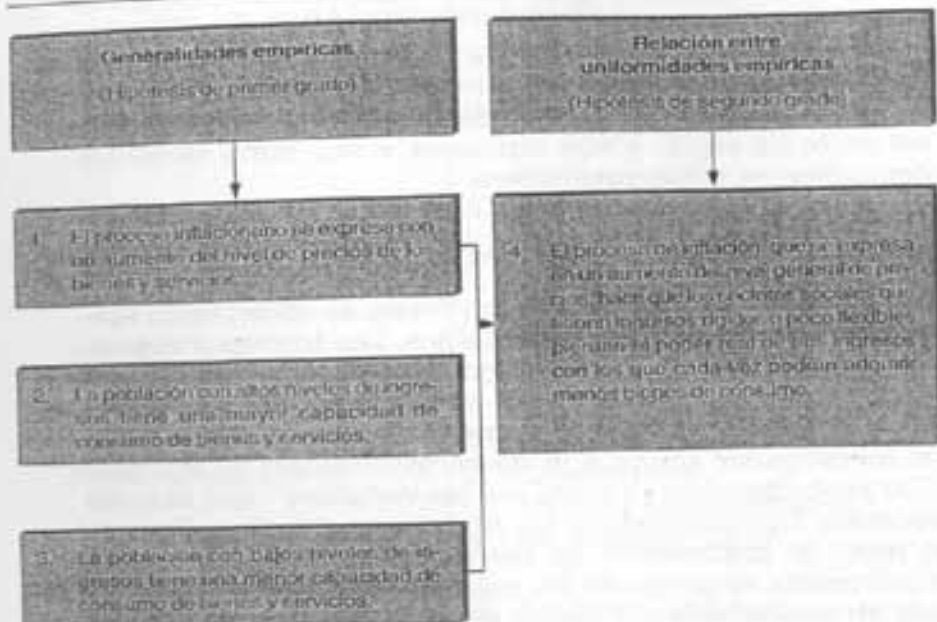 Generalidades empíricas
(Hipótesis de primer grado)
Relación entre
uniformidades empíricas
(Hipótesis de segundo grado)
1. El proceso inflacionario se expresa con
un aumento del nivel de precios de los
bienes y servicios.
2. La población con altos niveles de ingre-
sos tiene una mayor capacidad de
consumo de bienes y servicios.
3. La población con bajos niveles de in-
gresos tiene una menor capacidad de
consumo de bienes y servicios.
4. El proceso de inflación, que se expresa
en un aumento del nivel general de pre-
cios, hace que los sectores sociales que
tienen ingresos rígidos o poco flexibles
pierdan el poder real de sus ingresos
con los que cada vez podrán adquirir
menos bienes de consumo.